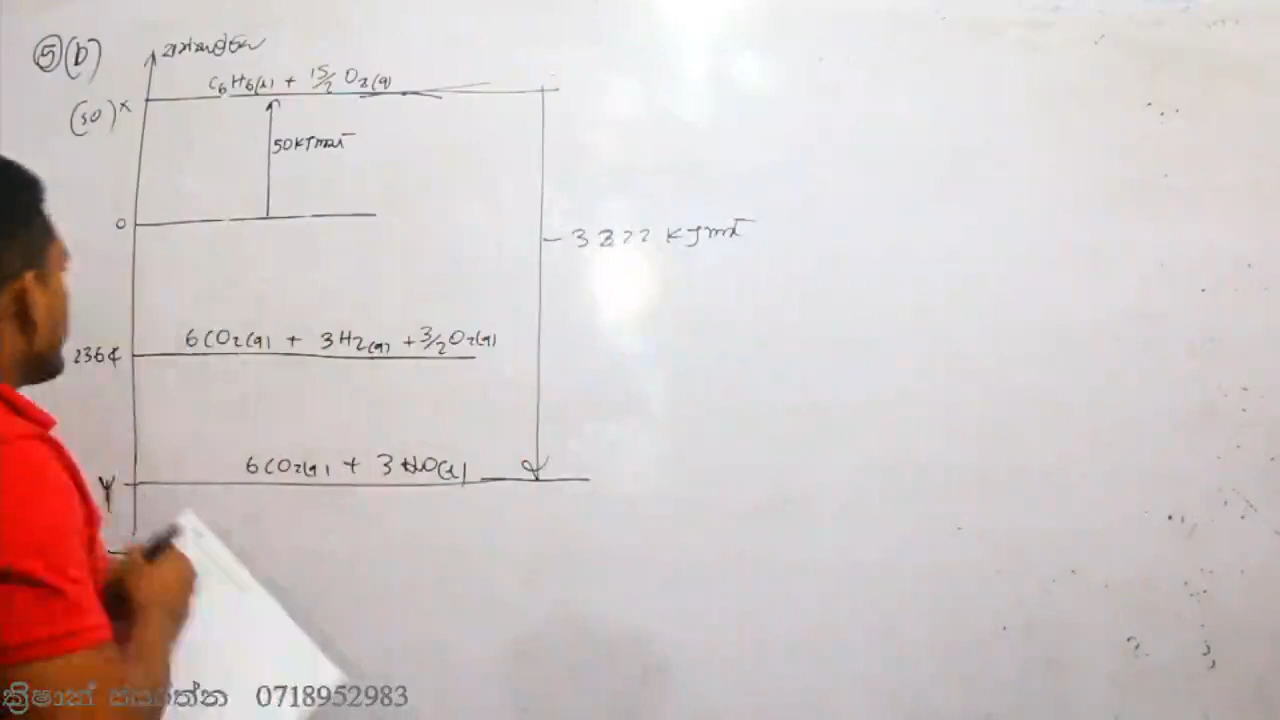 ⑤(b)
C₆H₆(l) + 15/2 O₂(g)
(50) x
50 kJ mol⁻¹
0
- 3222 kJ mol⁻¹
6CO₂(g) + 3H₂(g) + 3/2 O₂(g)
2364
6CO₂(g) + 3H₂O(l)
y
0718952983